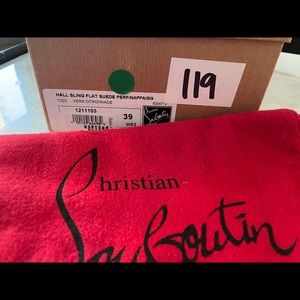 119
HALL SLING FLAT SUEDE PERF/NAPPA/GG
Y222 : VERS CITRONNADE
1211103
39
Christian
Louboutin